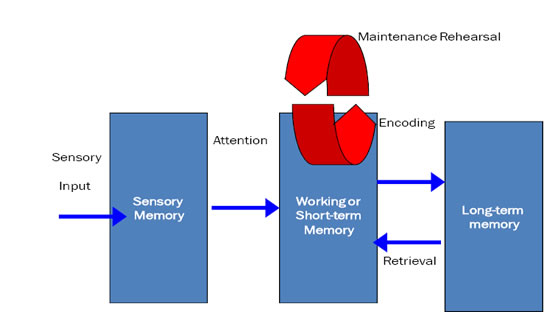 Maintenance Rehearsal
Sensory
Input
Sensory
Memory
Attention
Working or
Short-term
Memory
Encoding
Retrieval
Long-term
memory